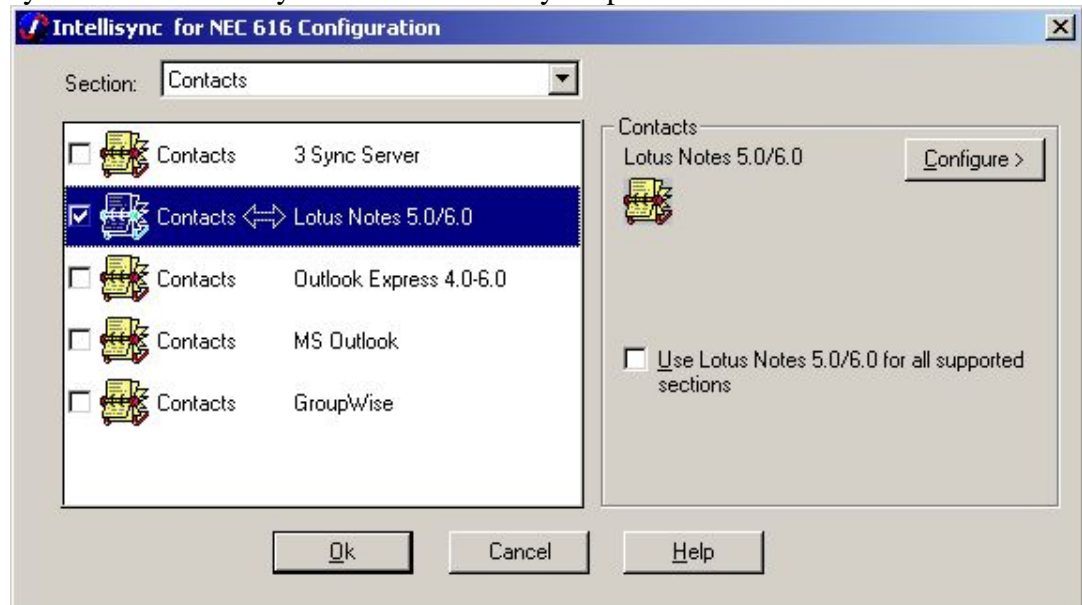 Intellisync for NEC 616 Configuration
Section: Contacts
Contacts 3 Sync Server
Contacts Lotus Notes 5.0/6.0
Contacts Outlook Express 4.0-6.0
Contacts MS Outlook
Contacts GroupWise
Contacts
Lotus Notes 5.0/6.0
Configure >
Use Lotus Notes 5.0/6.0 for all supported
sections
Ok Cancel Help